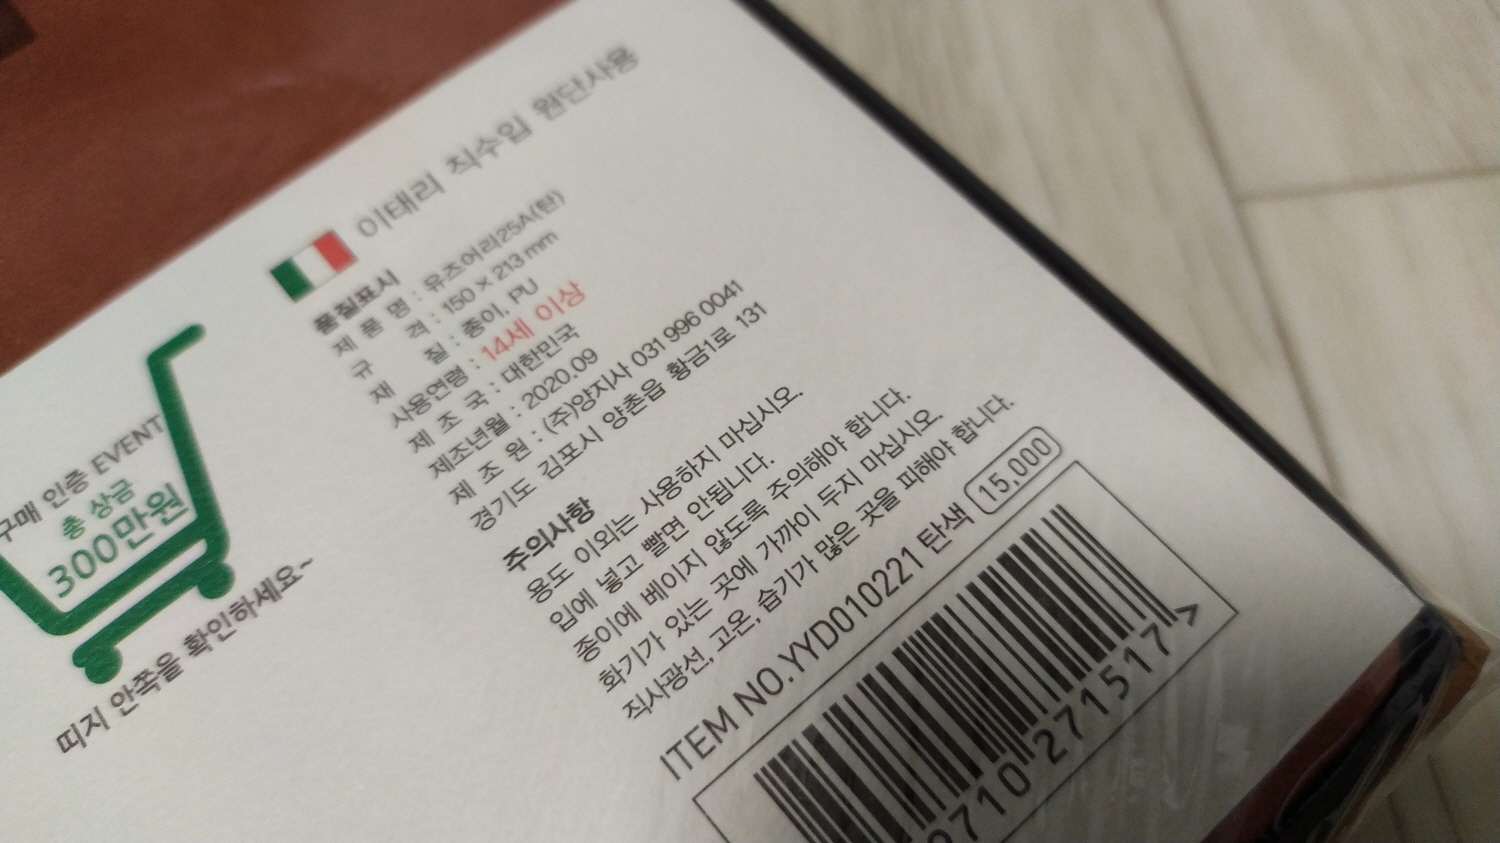 이태리 직수입 원단사용
품질표시
제 품 명 : 유즈어리25A(탄)
규 격 : 150 × 213 mm
재 질 : 종이, PU
사용연령 : 14세 이상
제 조 국 : 대한민국
제조년월 : 2020.09
제 조 원 : (주)양지사 031 996 0041
경기도 김포시 양촌읍 황금1로 131
주의사항
용도 이외는 사용하지 마십시오.
입에 넣고 빨면 안됩니다.
종이에 베이지 않도록 주의해야 합니다.
화기가 있는 곳에 가까이 두지 마십시오.
직사광선, 고온, 습기가 많은 곳을 피해야 합니다.
ITEM NO.YYD010221 탄색 15,000
2710 271517 >
구매 인증 EVENT
총 상금
300만원
띠지 안쪽을 확인하세요~